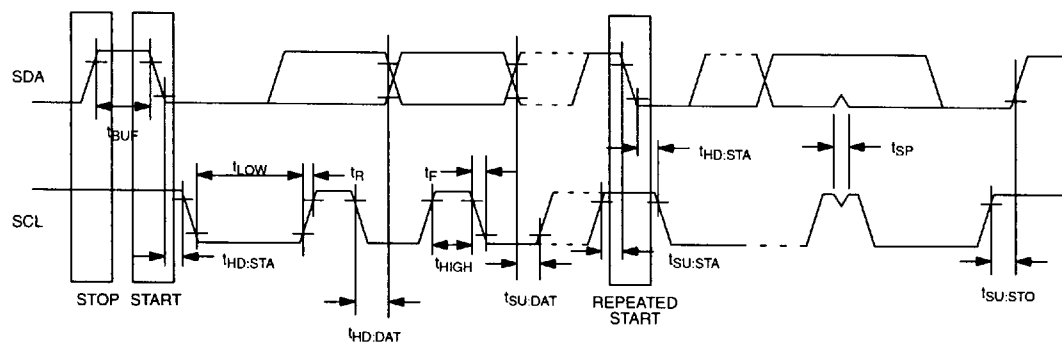 SDA
tBUF
tHD:STA
tSP
tLOW
tR
tF
SCL
tHD:STA
tHIGH
tSU:STA
STOP
START
tSU:DAT
REPEATED
START
tSU:STO
tHD:DAT